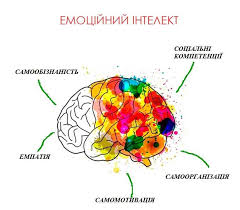 ЕМОЦІЙНИЙ ІНТЕЛЕКТ
СОЦІАЛЬНІ
КОМПЕТЕНЦІЇ
САМООБІЗНАНІСТЬ
ЕМПАТІЯ
САМООРГАНІЗАЦІЯ
САМОМОТИВАЦІЯ